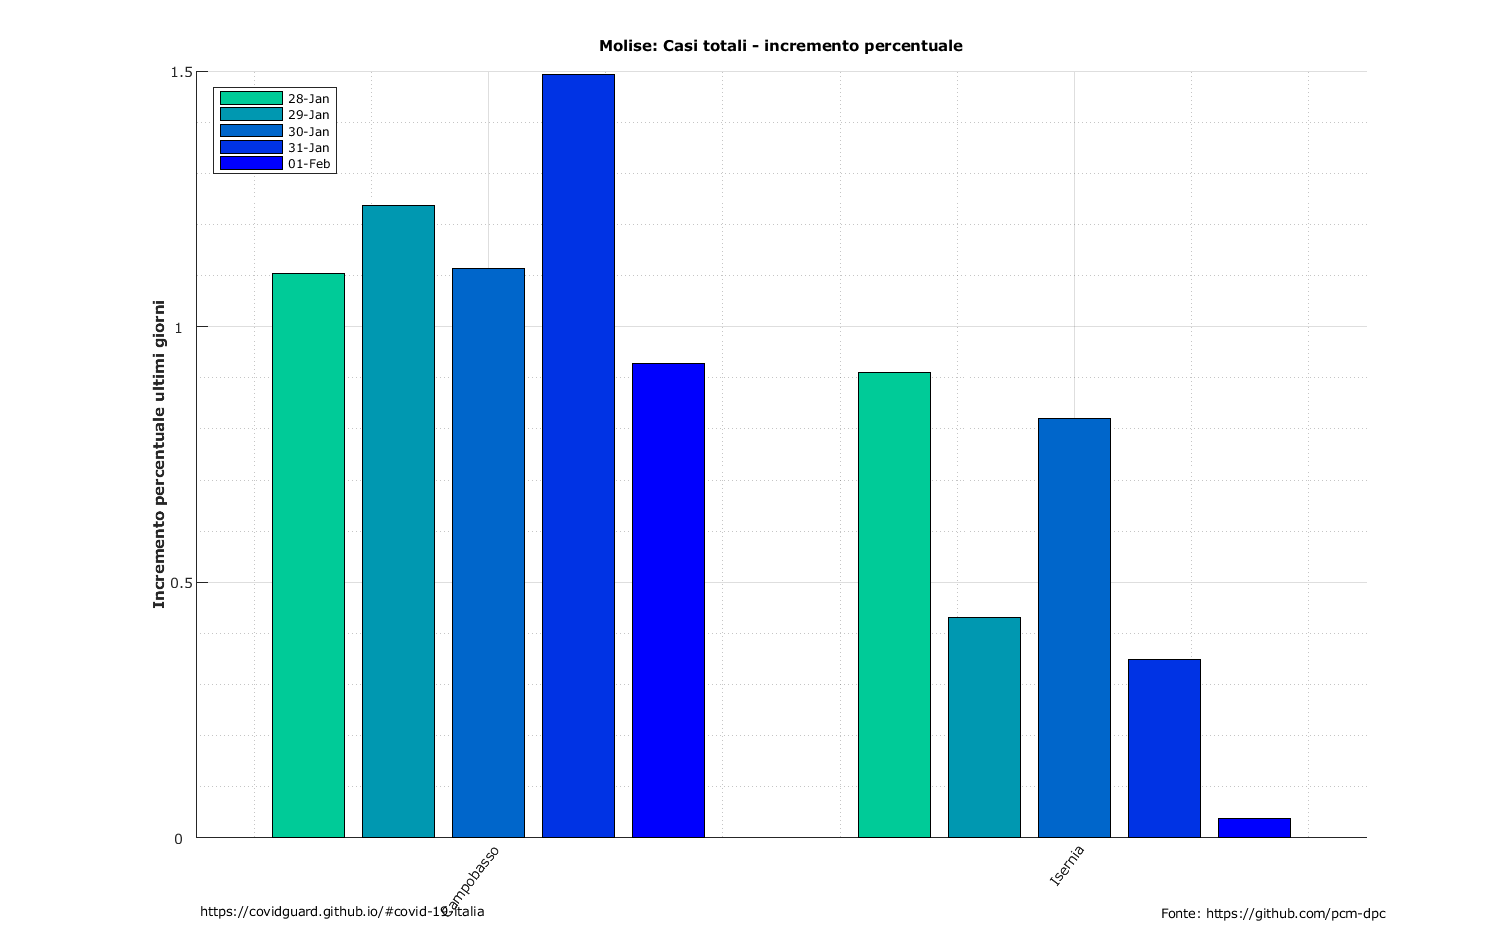 Molise: Casi totali - incremento percentuale
28-Jan
29-Jan
30-Jan
31-Jan
01-Feb
Incremento percentuale ultimi giorni
1.5
1
0.5
0
Campobasso
Isernia
https://covidguard.github.io/#covid-19-italia
Fonte: https://github.com/pcm-dpc